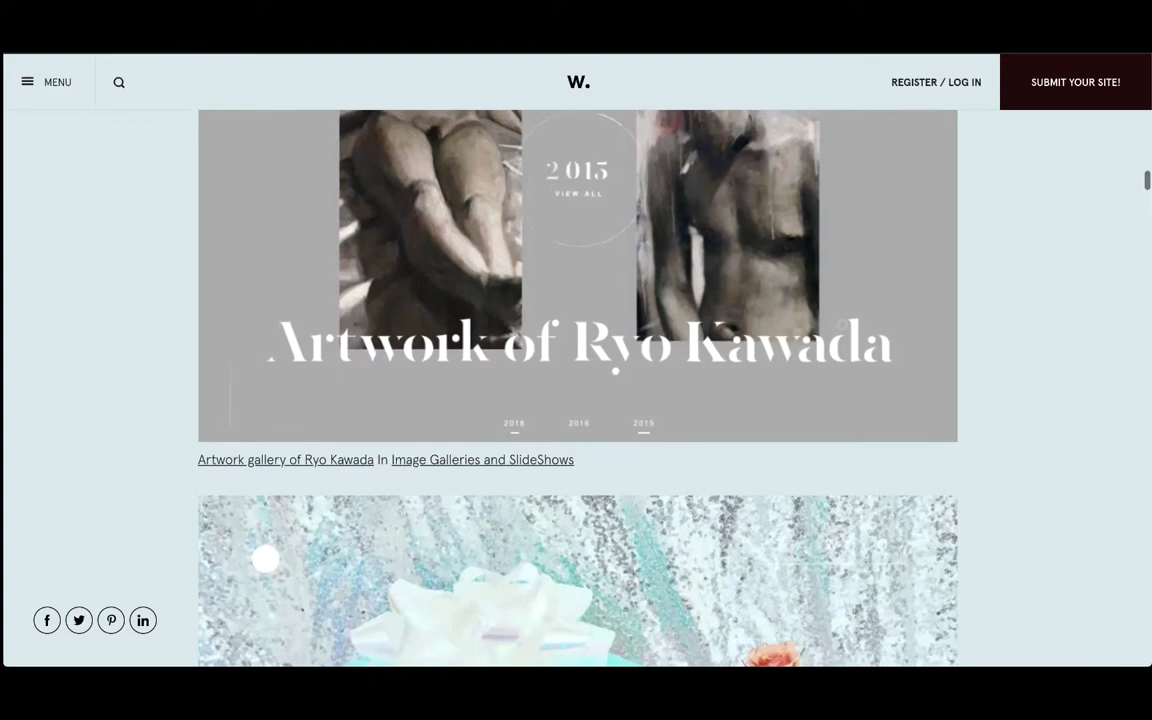 MENU
W.
REGISTER / LOG IN
SUBMIT YOUR SITE!
2015
VIEW ALL
Artwork of Ryo Kawada
2018
2016
2015
Artwork gallery of Ryo Kawada In Image Galleries and SlideShows
f
in